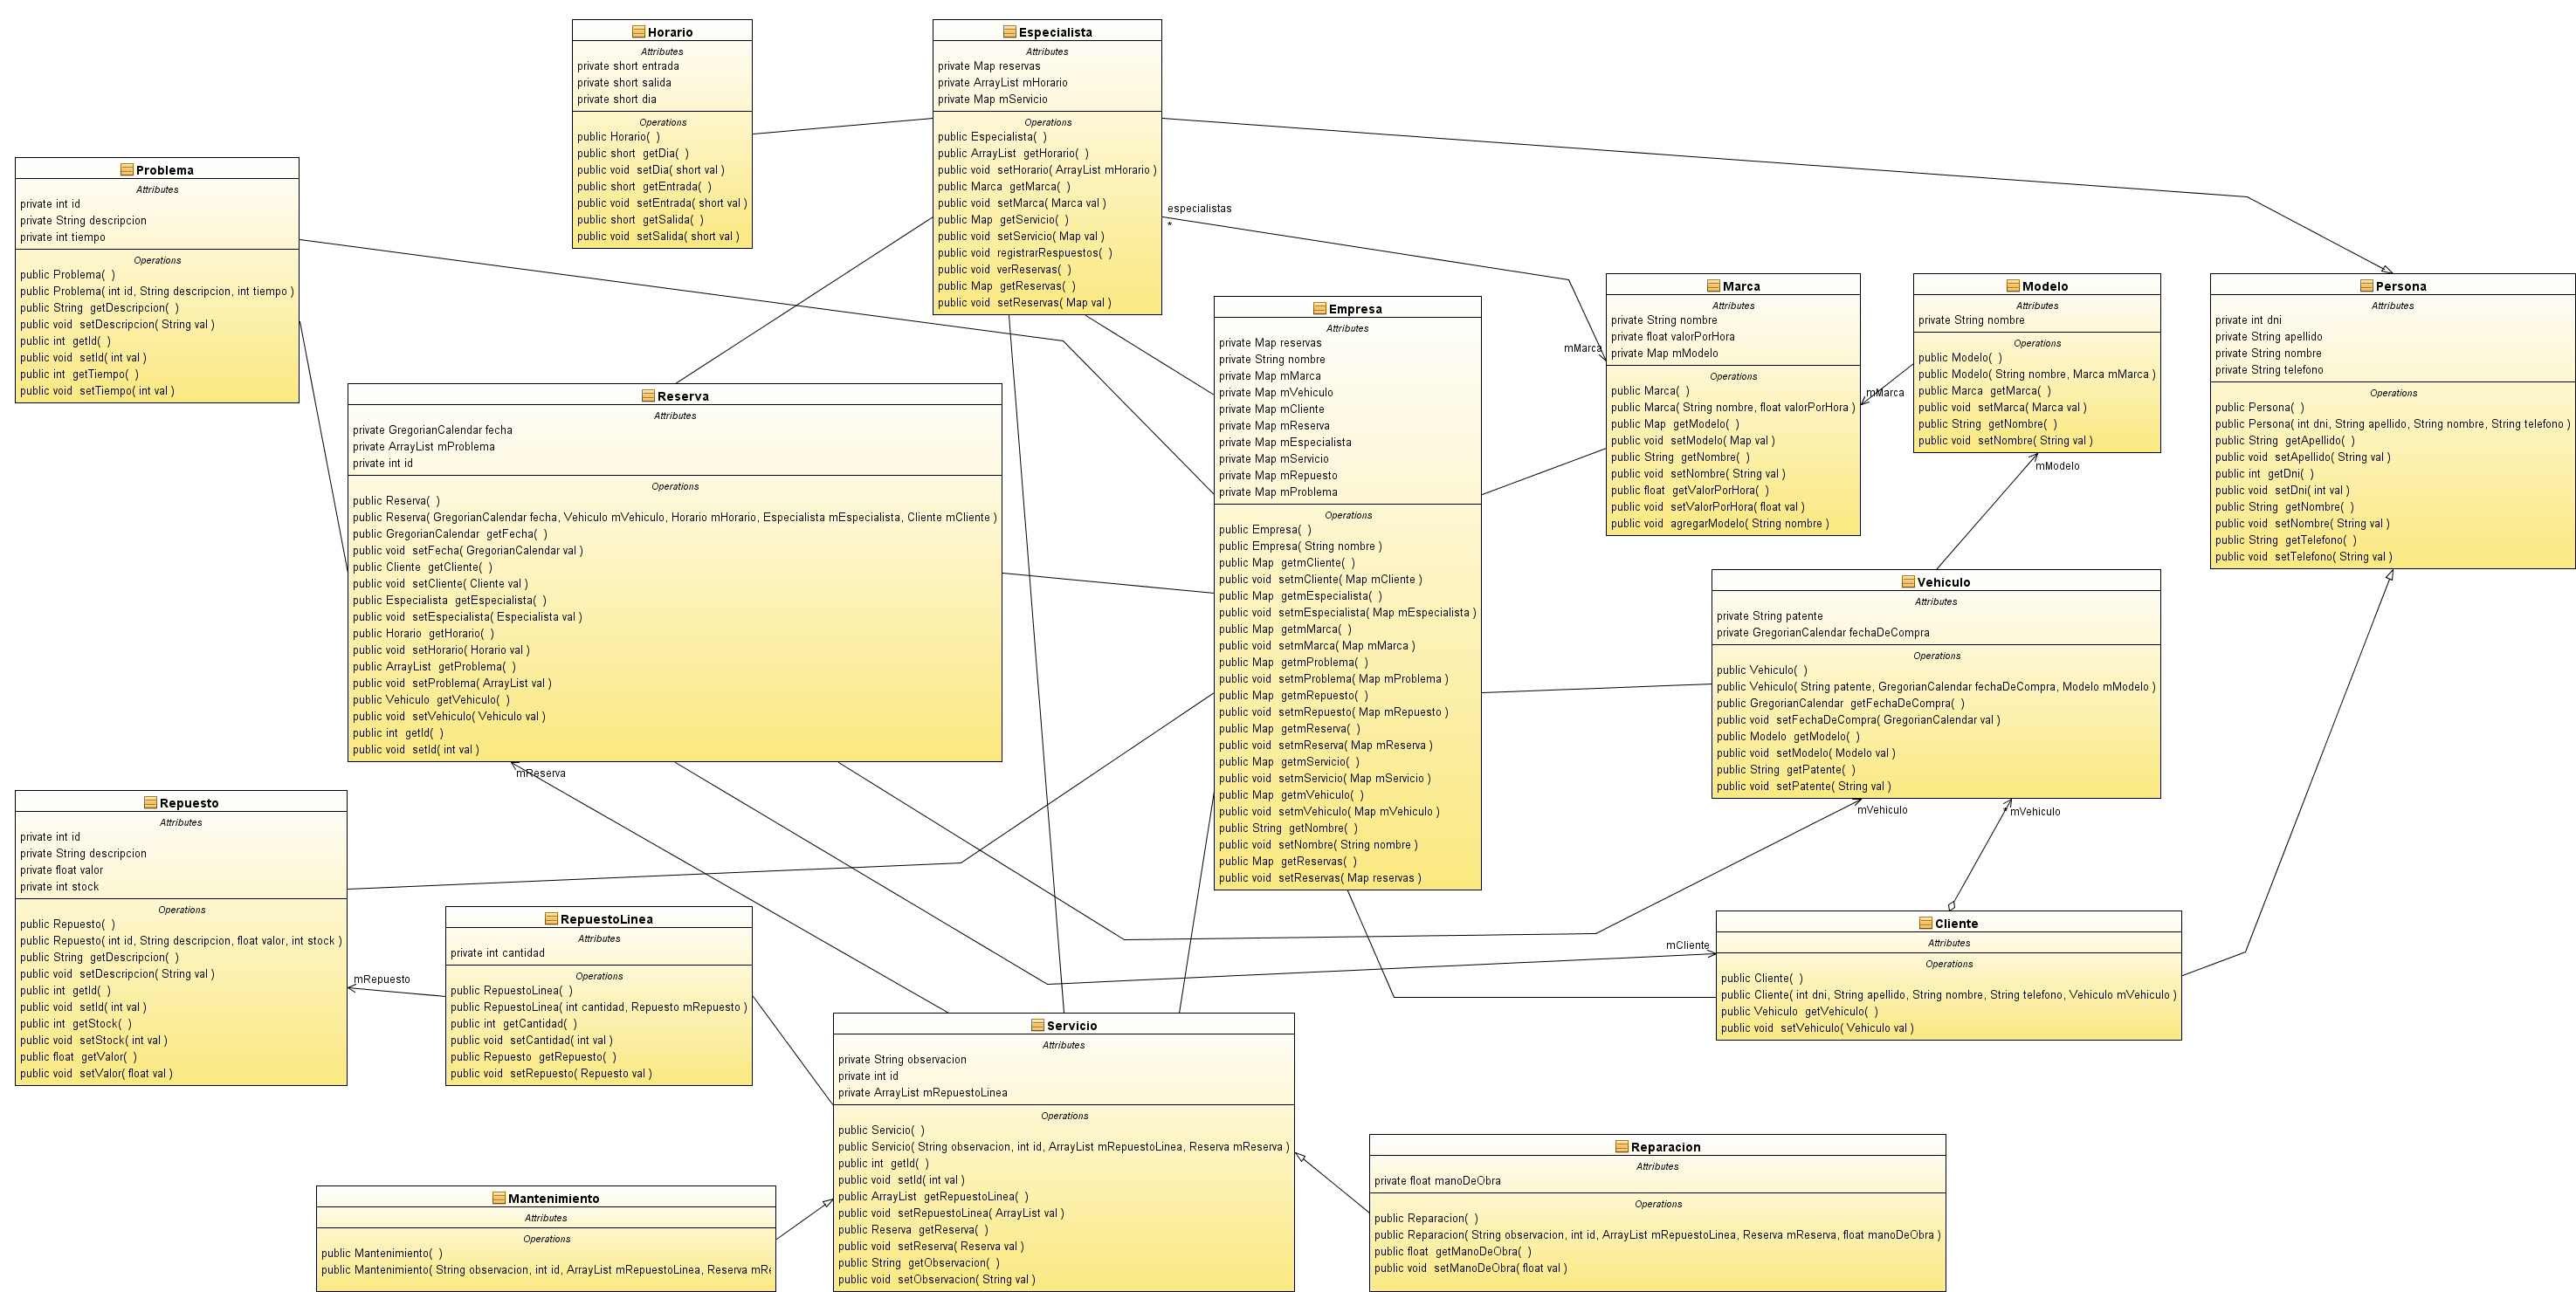 Horario
Attributes
private short entrada
private short salida
private short dia
Operations
public Horario(  )
public short  getDia(  )
public void  setDia( short val )
public short  getEntrada(  )
public void  setEntrada( short val )
public short  getSalida(  )
public void  setSalida( short val )
Especialista
Attributes
private Map reservas
private ArrayList mHorario
private Map mServicio
Operations
public Especialista(  )
public ArrayList  getHorario(  )
public void  setHorario( ArrayList mHorario )
public Marca  getMarca(  )
public void  setMarca( Marca val )
public Map  getServicio(  )
public void  setServicio( Map val )
public void  registrarRespuestos(  )
public void  verReservas(  )
public Map  getReservas(  )
public void  setReservas( Map val )
especialistas
*
Problema
Attributes
private int id
private String descripcion
private int tiempo
Operations
public Problema(  )
public Problema( int id, String descripcion, int tiempo )
public String  getDescripcion(  )
public void  setDescripcion( String val )
public int  getId(  )
public void  setId( int val )
public int  getTiempo(  )
public void  setTiempo( int val )
Empresa
Attributes
private Map reservas
private String nombre
private Map mMarca
private Map mVehiculo
private Map mCliente
private Map mReserva
private Map mEspecialista
private Map mServicio
private Map mRepuesto
private Map mProblema
Operations
public Empresa(  )
public Empresa( String nombre )
public Map  getmCliente(  )
public void  setmCliente( Map mCliente )
public Map  getmEspecialista(  )
public void  setmEspecialista( Map mEspecialista )
public Map  getmMarca(  )
public void  setmMarca( Map mMarca )
public Map  getmProblema(  )
public void  setmProblema( Map mProblema )
public Map  getmRepuesto(  )
public void  setmRepuesto( Map mRepuesto )
public Map  getmReserva(  )
public void  setmReserva( Map mReserva )
public Map  getmServicio(  )
public void  setmServicio( Map mServicio )
public Map  getmVehiculo(  )
public void  setmVehiculo( Map mVehiculo )
public String  getNombre(  )
public void  setNombre( String nombre )
public Map  getReservas(  )
public void  setReservas( Map reservas )
mMarca
Marca
Attributes
private String nombre
private float valorPorHora
private Map mModelo
Operations
public Marca(  )
public Marca( String nombre, float valorPorHora )
public Map  getModelo(  )
public void  setModelo( Map val )
public String  getNombre(  )
public void  setNombre( String val )
public float  getValorPorHora(  )
public void  setValorPorHora( float val )
public void  agregarModelo( String nombre )
mMarca
Modelo
Attributes
private String nombre
Operations
public Modelo(  )
public Modelo( String nombre, Marca mMarca )
public Marca  getMarca(  )
public void  setMarca( Marca val )
public String  getNombre(  )
public void  setNombre( String val )
mModelo
Persona
Attributes
private int dni
private String apellido
private String nombre
private String telefono
Operations
public Persona(  )
public Persona( int dni, String apellido, String nombre, String telefono )
public String  getApellido(  )
public void  setApellido( String val )
public int  getDni(  )
public void  setDni( int val )
public String  getNombre(  )
public void  setNombre( String val )
public String  getTelefono(  )
public void  setTelefono( String val )
Reserva
Attributes
private GregorianCalendar fecha
private ArrayList mProblema
private int id
Operations
public Reserva(  )
public Reserva( GregorianCalendar fecha, Vehiculo mVehiculo, Horario mHorario, Especialista mEspecialista, Cliente mCliente )
public GregorianCalendar  getFecha(  )
public void  setFecha( GregorianCalendar val )
public Cliente  getCliente(  )
public void  setCliente( Cliente val )
public Especialista  getEspecialista(  )
public void  setEspecialista( Especialista val )
public Horario  getHorario(  )
public void  setHorario( Horario val )
public ArrayList  getProblema(  )
public void  setProblema( ArrayList val )
public Vehiculo  getVehiculo(  )
public void  setVehiculo( Vehiculo val )
public int  getId(  )
public void  setId( int val )
mReserva
Vehiculo
Attributes
private String patente
private GregorianCalendar fechaDeCompra
Operations
public Vehiculo(  )
public Vehiculo( String patente, GregorianCalendar fechaDeCompra, Modelo mModelo )
public GregorianCalendar  getFechaDeCompra(  )
public void  setFechaDeCompra( GregorianCalendar val )
public Modelo  getModelo(  )
public void  setModelo( Modelo val )
public String  getPatente(  )
public void  setPatente( String val )
mVehiculo
* mVehiculo
Repuesto
Attributes
private int id
private String descripcion
private float valor
private int stock
Operations
public Repuesto(  )
public Repuesto( int id, String descripcion, float valor, int stock )
public String  getDescripcion(  )
public void  setDescripcion( String val )
public int  getId(  )
public void  setId( int val )
public int  getStock(  )
public void  setStock( int val )
public float  getValor(  )
public void  setValor( float val )
mRepuesto
RepuestoLinea
Attributes
private int cantidad
Operations
public RepuestoLinea(  )
public RepuestoLinea( int cantidad, Repuesto mRepuesto )
public int  getCantidad(  )
public void  setCantidad( int val )
public Repuesto  getRepuesto(  )
public void  setRepuesto( Repuesto val )
mCliente
Cliente
Attributes
Operations
public Cliente(  )
public Cliente( int dni, String apellido, String nombre, String telefono, Vehiculo mVehiculo )
public Vehiculo  getVehiculo(  )
public void  setVehiculo( Vehiculo val )
Servicio
Attributes
private String observacion
private int id
private ArrayList mRepuestoLinea
Operations
public Servicio(  )
public Servicio( String observacion, int id, ArrayList mRepuestoLinea, Reserva mReserva )
public int  getId(  )
public void  setId( int val )
public ArrayList  getRepuestoLinea(  )
public void  setRepuestoLinea( ArrayList val )
public Reserva  getReserva(  )
public void  setReserva( Reserva val )
public String  getObservacion(  )
public void  setObservacion( String val )
Mantenimiento
Attributes
Operations
public Mantenimiento(  )
public Mantenimiento( String observacion, int id, ArrayList mRepuestoLinea, Reserva
Reparacion
Attributes
private float manoDeObra
Operations
public Reparacion(  )
public Reparacion( String observacion, int id, ArrayList mRepuestoLinea, Reserva mReserva, float manoDeObra )
public float  getManoDeObra(  )
public void  setManoDeObra( float val )